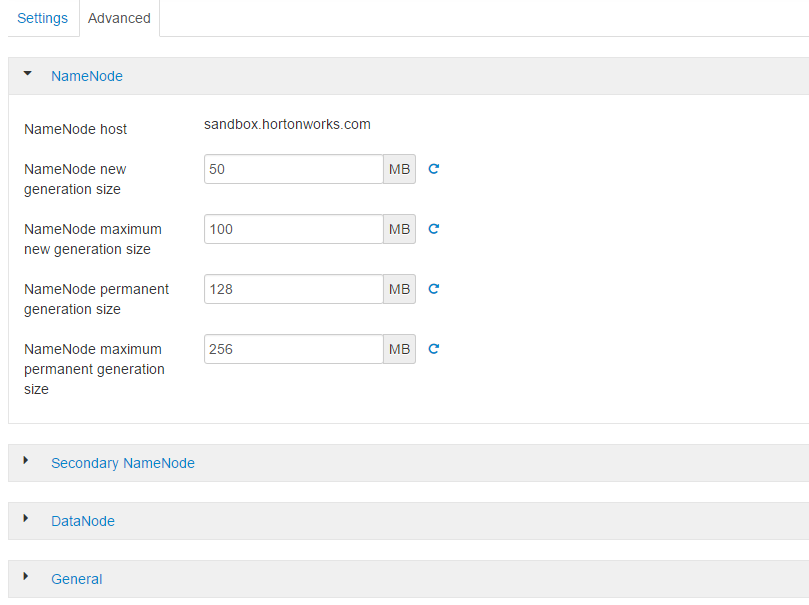 Settings
Advanced
NameNode
NameNode host
sandbox.hortonworks.com
NameNode new
generation size
50
MB
NameNode maximum
new generation size
100
MB
NameNode permanent
generation size
128
MB
NameNode maximum
permanent generation
size
256
MB
Secondary NameNode
DataNode
General